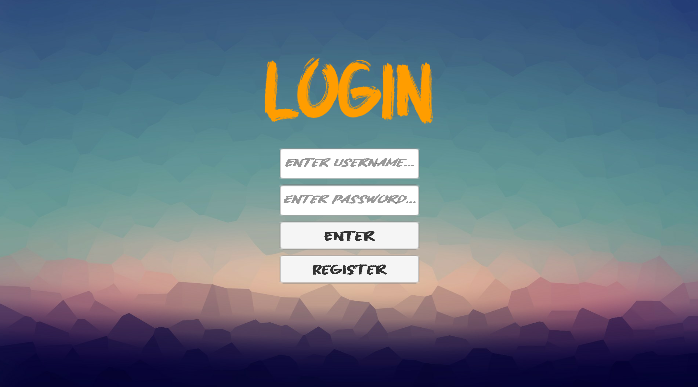 LOGIN
ENTER USERNAME...
ENTER PASSWORD...
ENTER
REGISTER